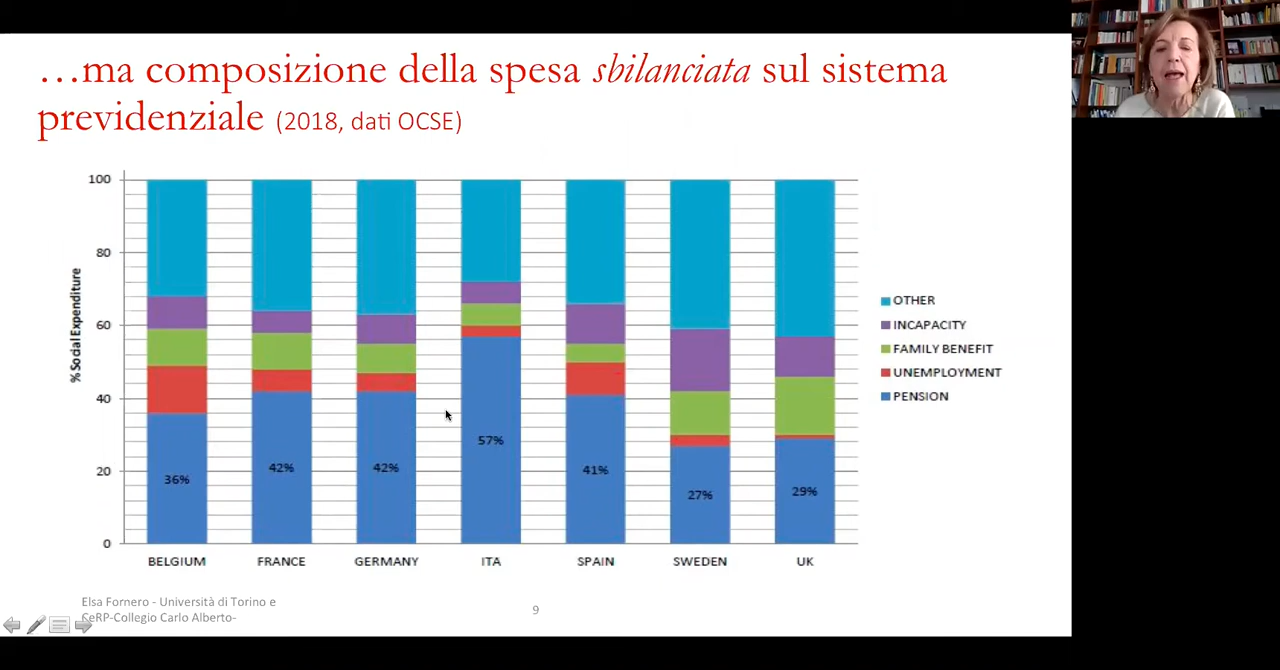 …ma composizione della spesa sbilanciata sul sistema
previdenziale (2018, dati OCSE)
100
80
60
40
20
0
% Social Expenditure
36%
42%
42%
57%
41%
27%
29%
BELGIUM
FRANCE
GERMANY
ITA
SPAIN
SWEDEN
UK
OTHER
INCAPACITY
FAMILY BENEFIT
UNEMPLOYMENT
PENSION
Elsa Fornero - Università di Torino e
CeRP-Collegio Carlo Alberto-
9